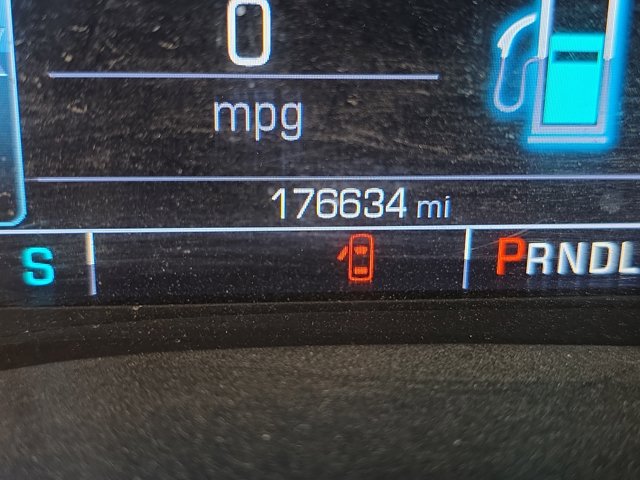 0
mpg
176634 mi
S PRNDL